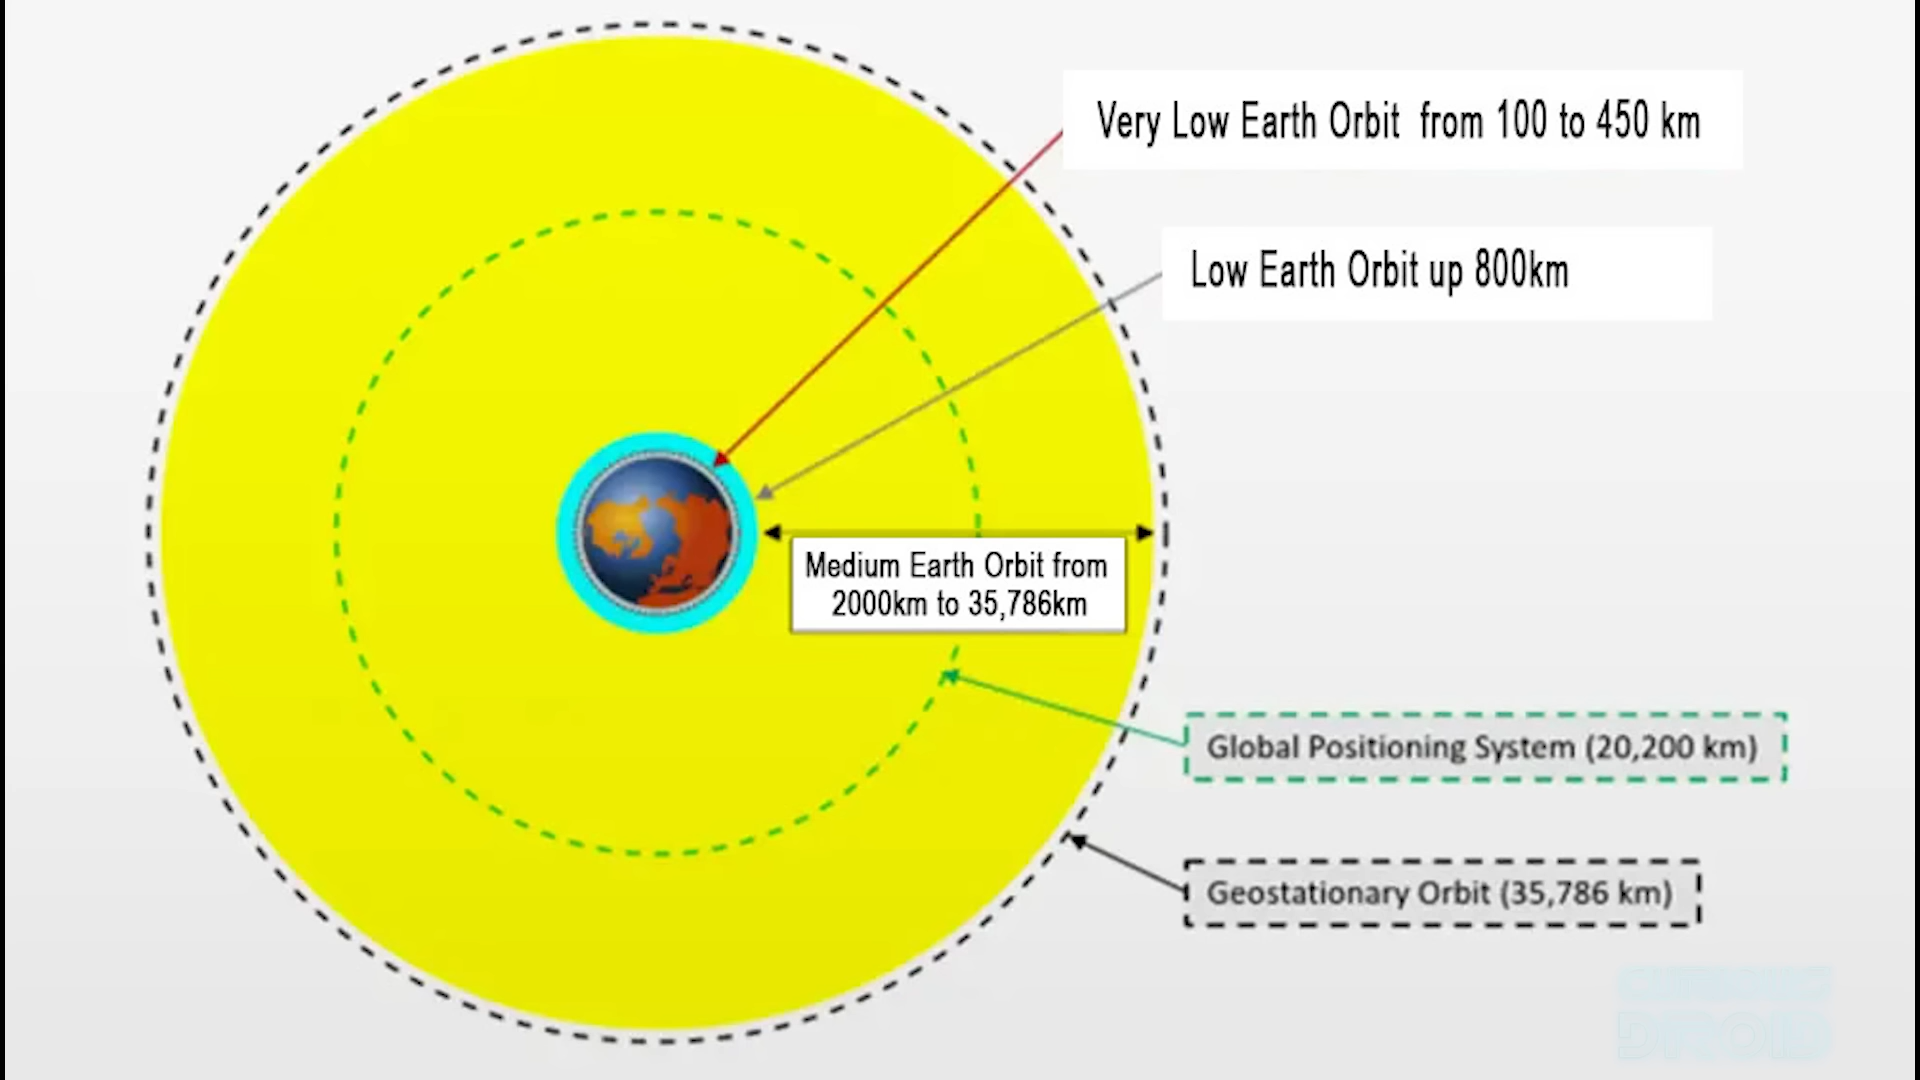 Very Low Earth Orbit from 100 to 450 km
Low Earth Orbit up 800km
Medium Earth Orbit from
2000km to 35,786km
Global Positioning System (20,200 km)
Geostationary Orbit (35,786 km)
DROID